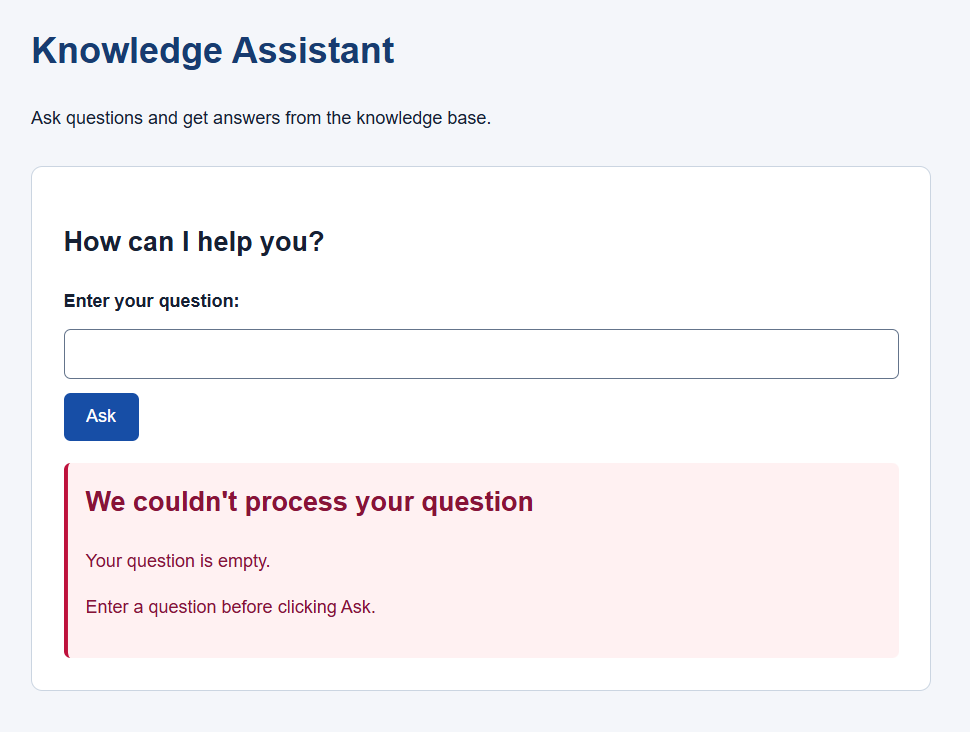 Knowledge Assistant
Ask questions and get answers from the knowledge base.
How can I help you?
Enter your question:
Ask
We couldn't process your question
Your question is empty.
Enter a question before clicking Ask.